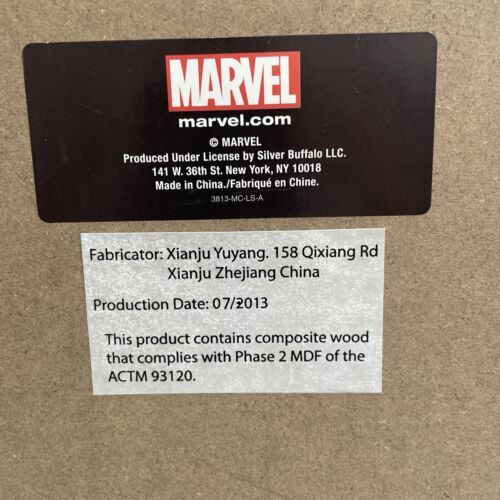 MARVEL
marvel.com
© MARVEL
Produced Under License by Silver Buffalo LLC.
141 W. 36th St. New York, NY 10018
Made in China./Fabriqué en Chine.
3813-MC-LS-A
Fabricator: Xianju Yuyang. 158 Qixiang Rd
Xianju Zhejiang China
Production Date: 07/2013
This product contains composite wood
that complies with Phase 2 MDF of the
ACTM 93120.